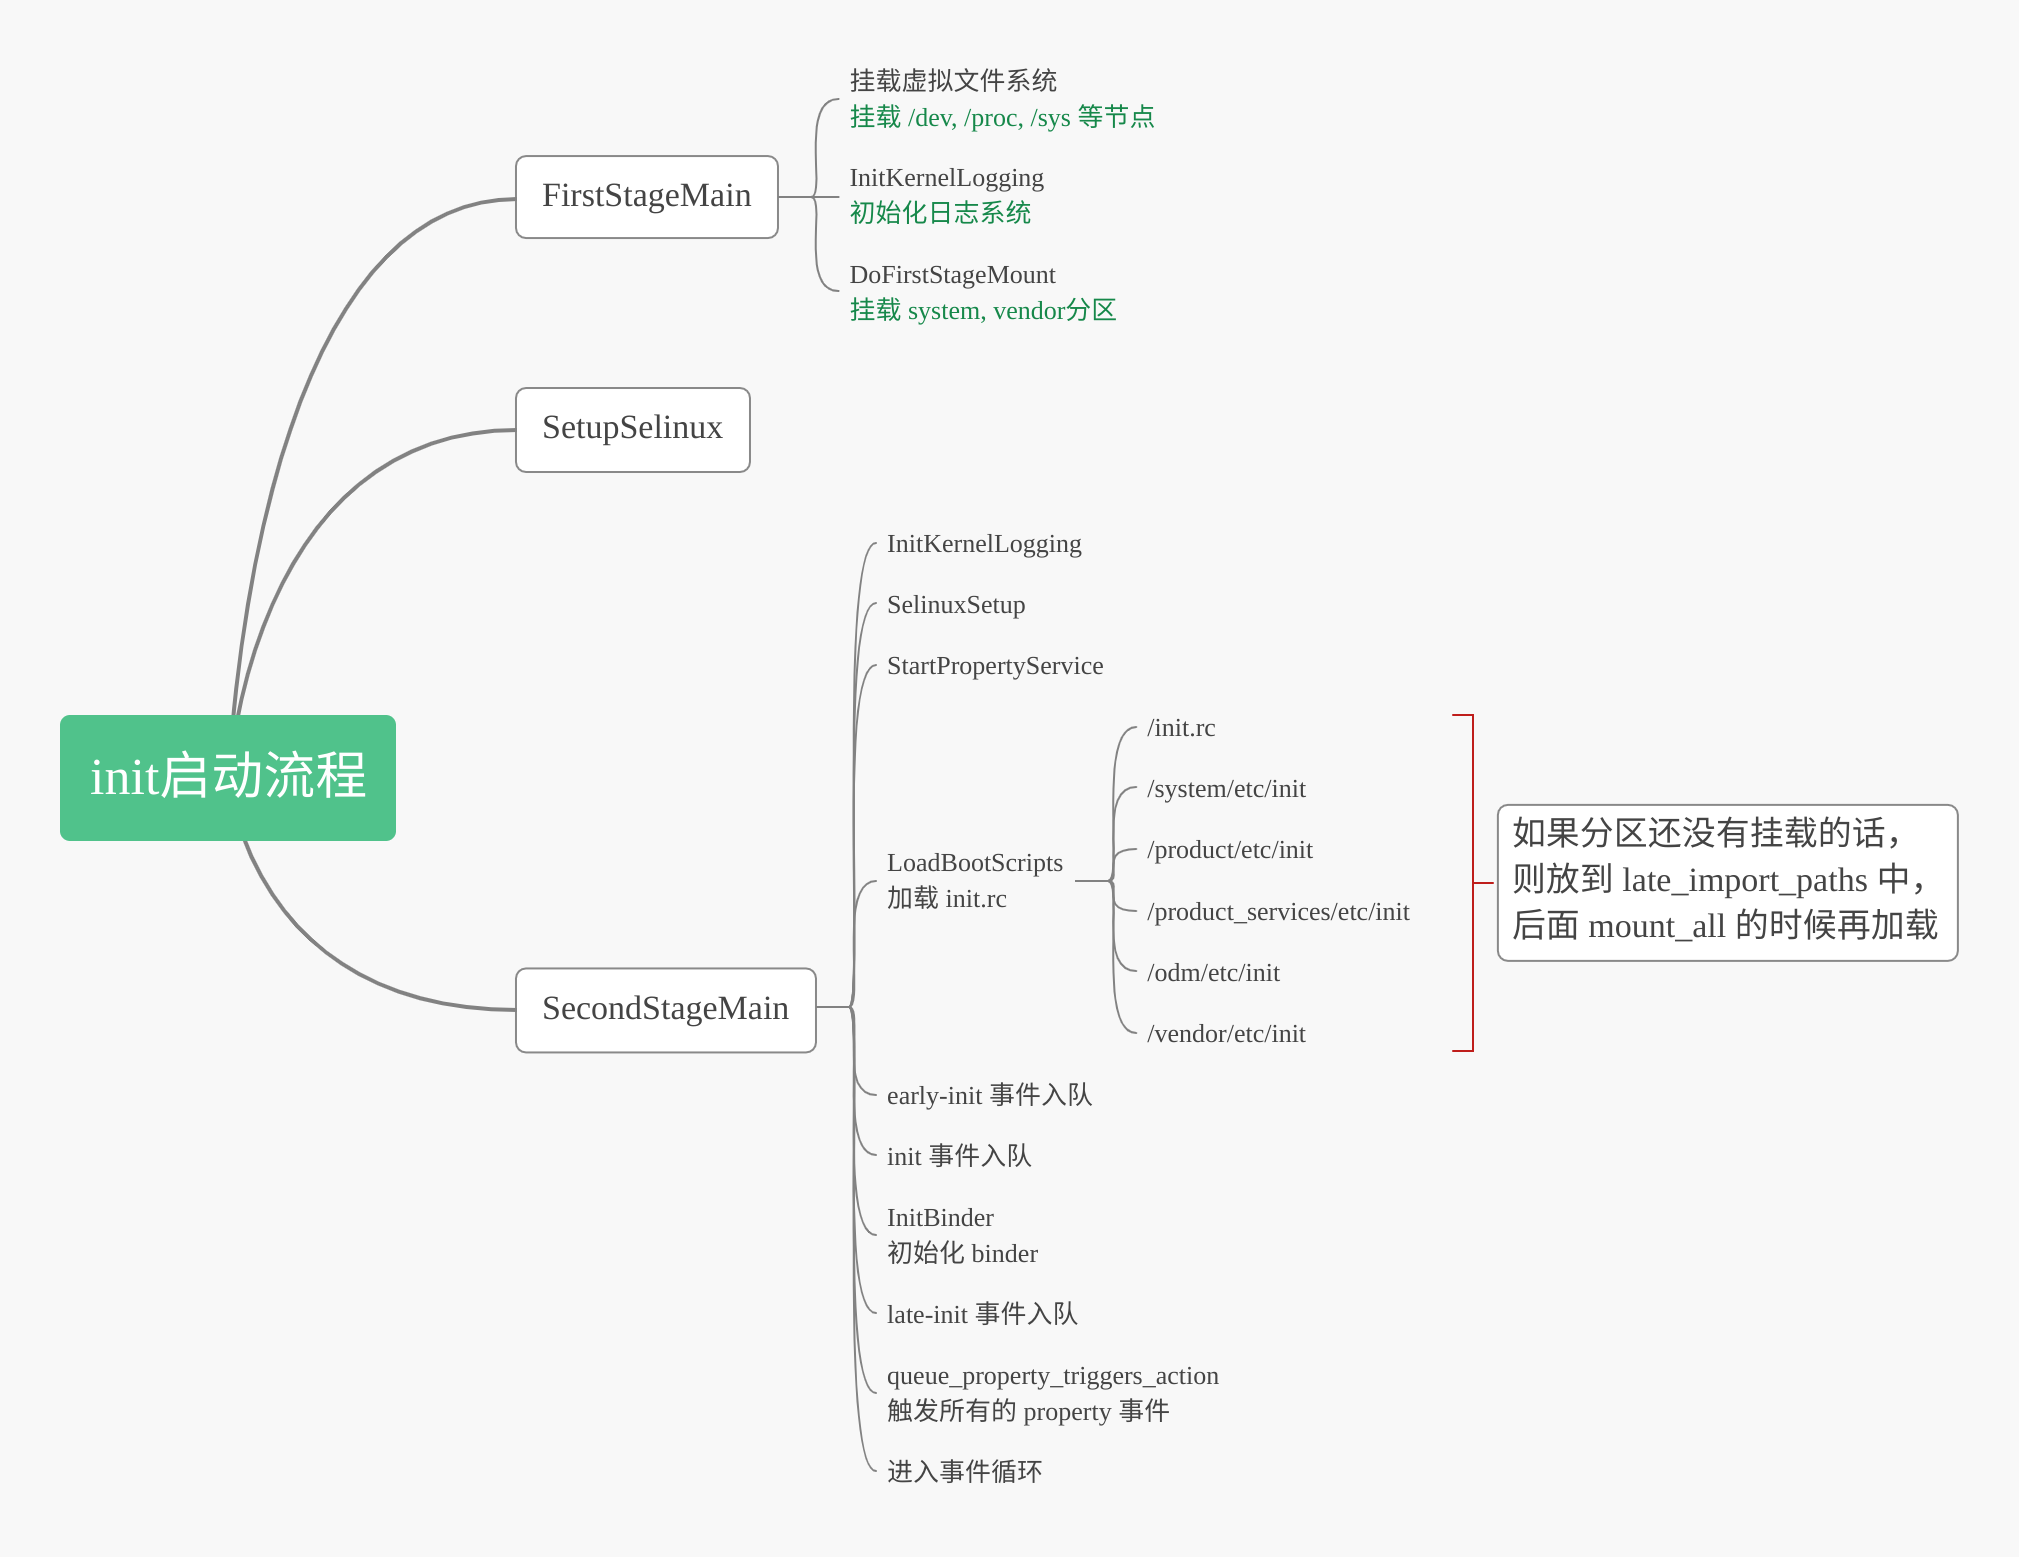 init启动流程
FirstStageMain
挂载虚拟文件系统
挂载 /dev, /proc, /sys 等节点
InitKernelLogging
初始化日志系统
DoFirstStageMount
挂载 system, vendor分区
SetupSelinux
SecondStageMain
InitKernelLogging
SelinuxSetup
StartPropertyService
LoadBootScripts
加载 init.rc
/init.rc
/system/etc/init
/product/etc/init
/product_services/etc/init
/odm/etc/init
/vendor/etc/init
如果分区还没有挂载的话，
则放到 late_import_paths 中，
后面 mount_all 的时候再加载
early-init 事件入队
init 事件入队
InitBinder
初始化 binder
late-init 事件入队
queue_property_triggers_action
触发所有的 property 事件
进入事件循环